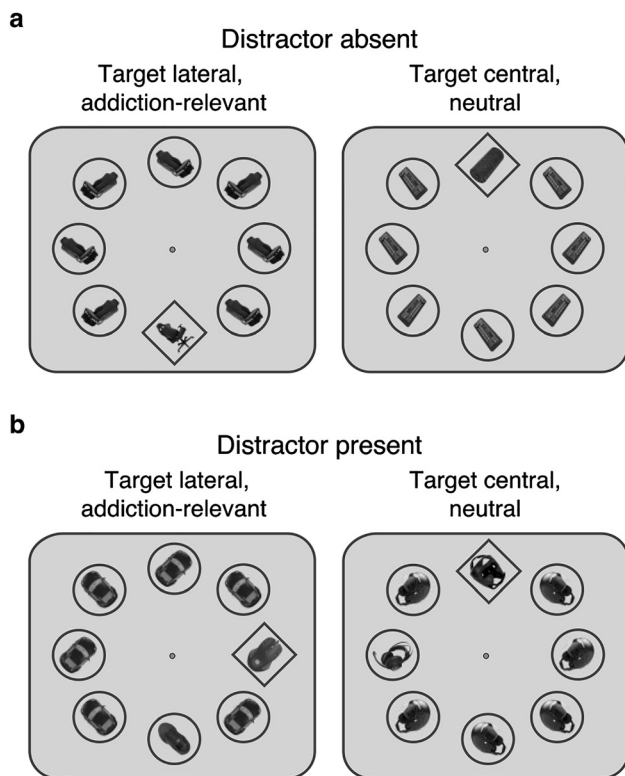 a
Distractor absent
Target lateral,
addiction-relevant
Target central,
neutral
b
Distractor present
Target lateral,
addiction-relevant
Target central,
neutral